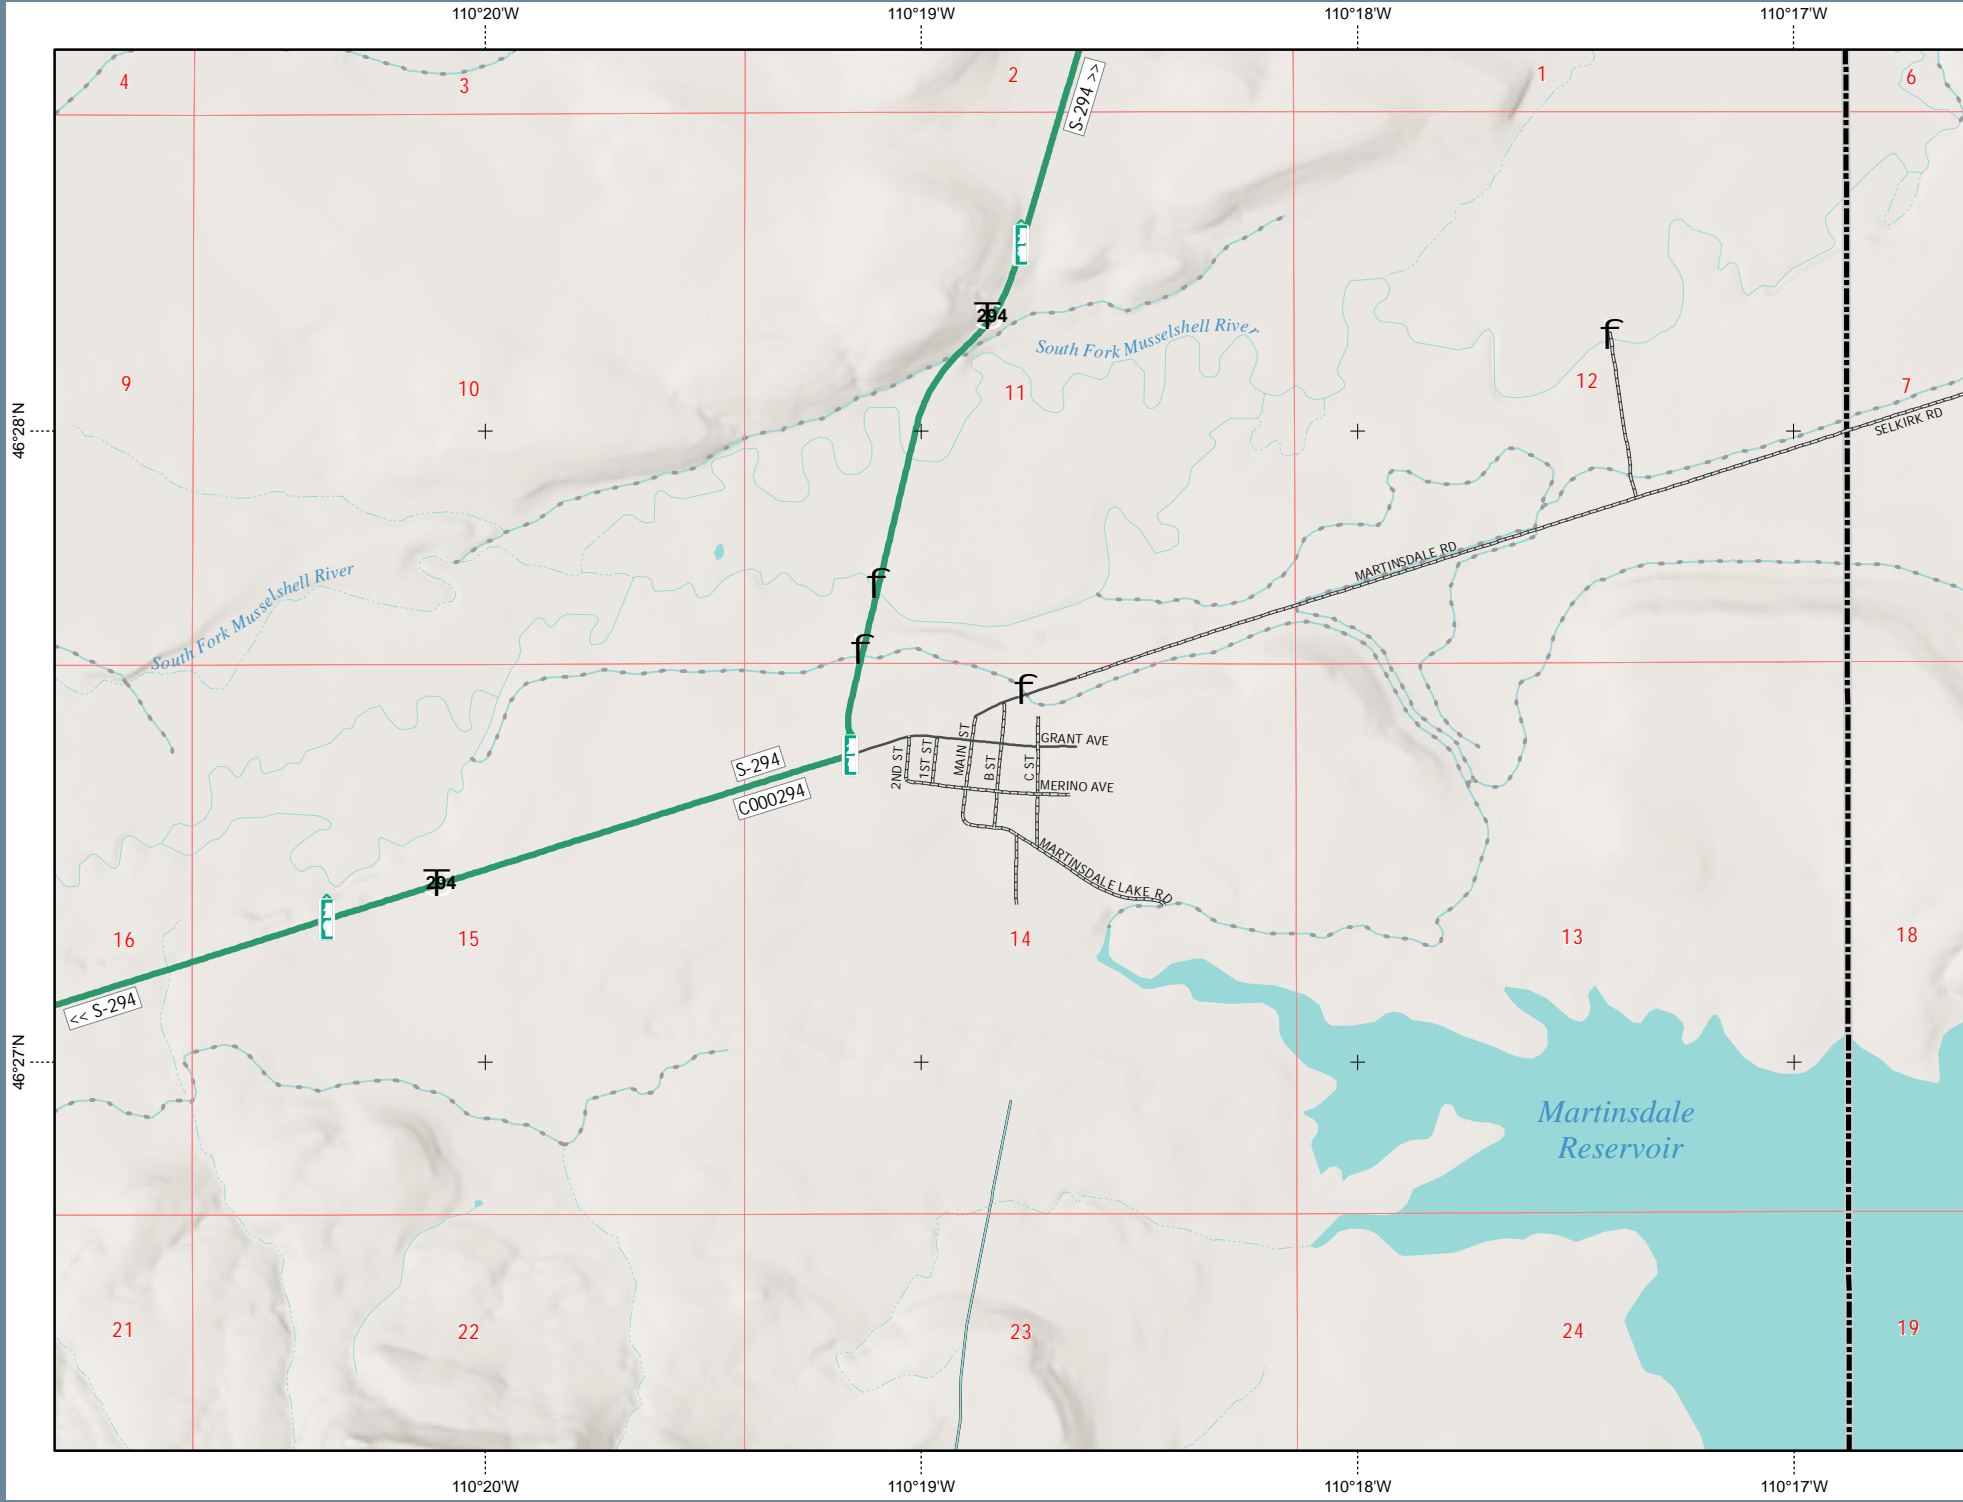 110°20'W
110°19'W
110°18'W
110°17'W
4
3
2
1
6
S-294 >>
294
South Fork Musselshell River
9
10
11
12
7
46°28'N
SELKIRK RD
MARTINSDALE RD
South Fork Musselshell River
S-294
C000294
2ND ST
1ST ST
MAIN ST
B ST
C ST
GRANT AVE
MERINO AVE
MARTINSDALE LAKE RD
294
16
15
14
13
18
<< S-294
46°27'N
Martinsdale
Reservoir
21
22
23
24
19
110°20'W
110°19'W
110°18'W
110°17'W